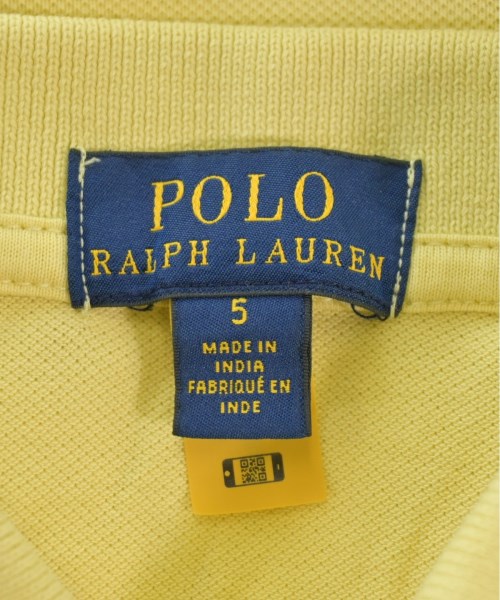 POLO
RALPH LAUREN
5
MADE IN
INDIA
FABRIQUÉ EN
INDE